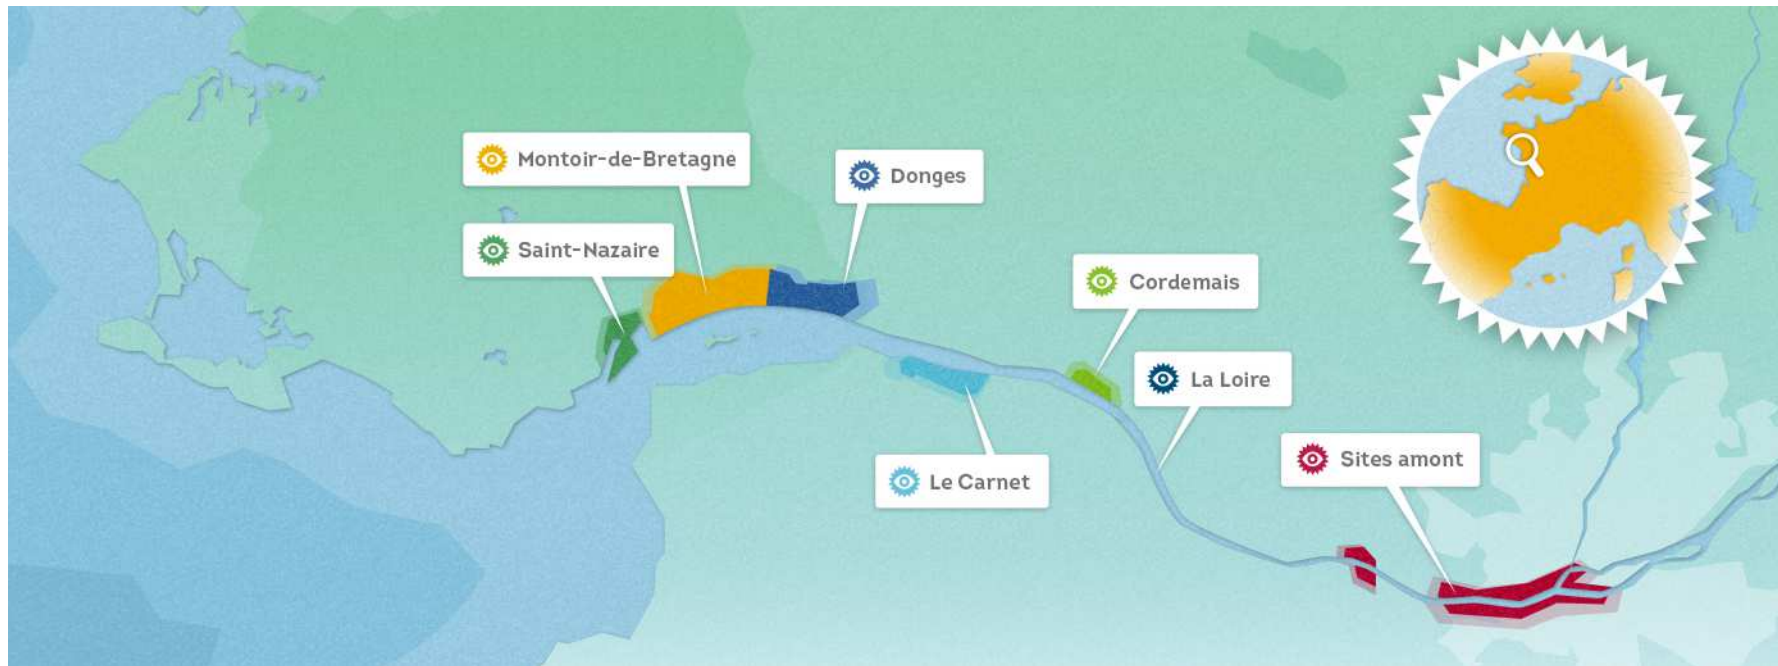 Montoir-de-Bretagne
Donges
Saint-Nazaire
Cordemais
La Loire
Sites amont
Le Carnet